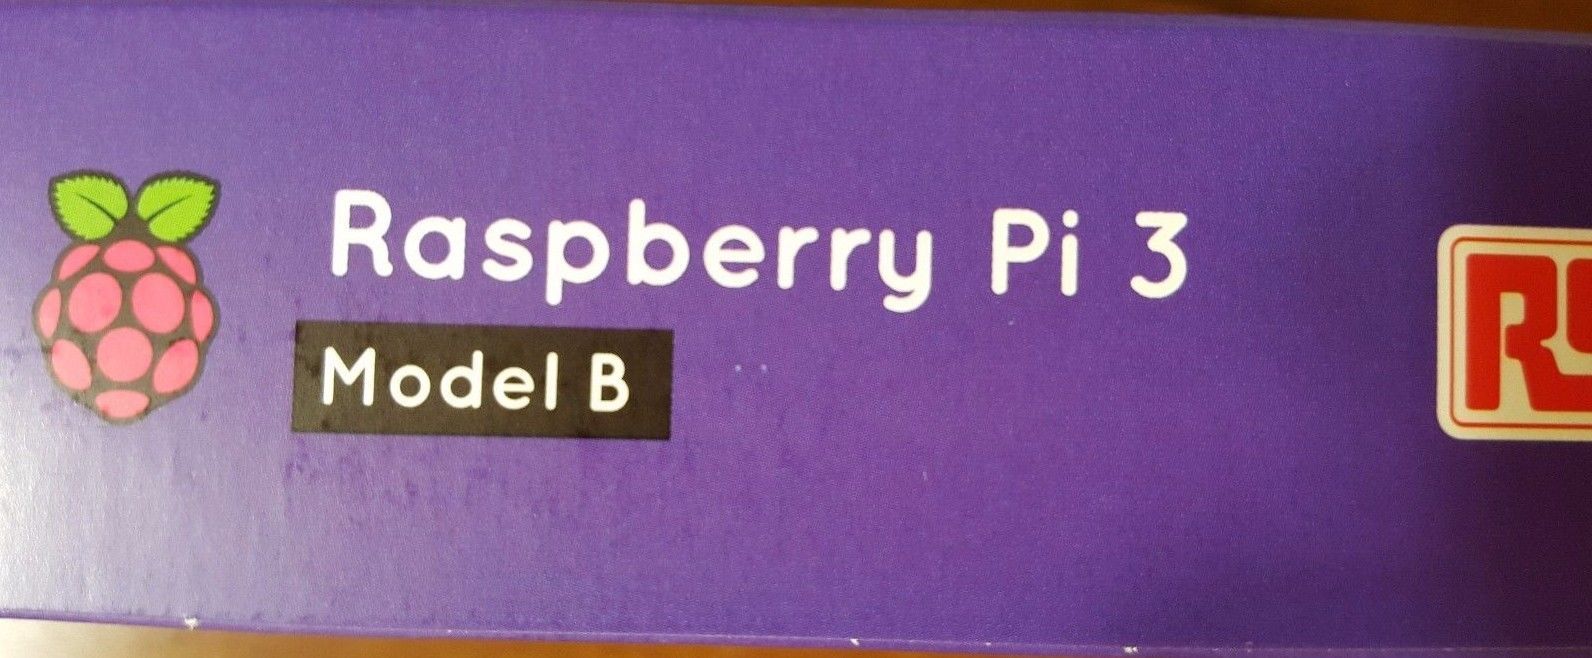 Raspberry Pi 3
Model B